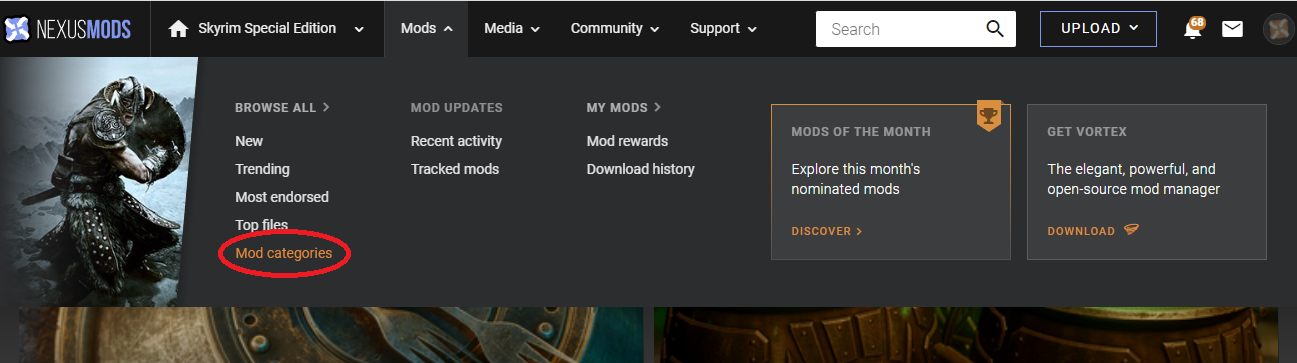 NEXUSMODS
Skyrim Special Edition
Mods
Media
Community
Support
Search
UPLOAD
68
BROWSE ALL
New
Trending
Most endorsed
Top files
Mod categories
MOD UPDATES
Recent activity
Tracked mods
MY MODS
Mod rewards
Download history
MODS OF THE MONTH
Explore this month's
nominated mods
DISCOVER
GET VORTEX
The elegant, powerful, and
open-source mod manager
DOWNLOAD